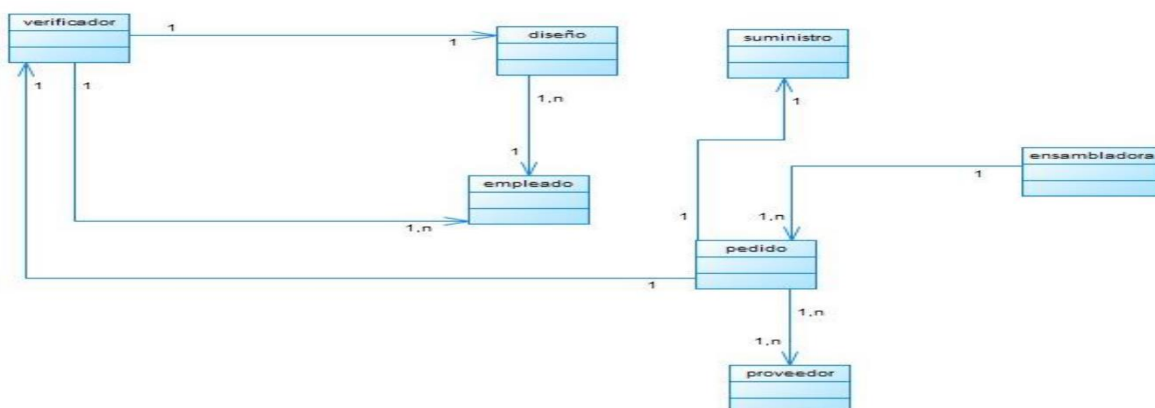 verificador
1
1
diseño
suministro
1
1
1,n
1
ensambladora
1
1
empleado
1,n
1
1,n
pedido
1
1,n
1,n
proveedor